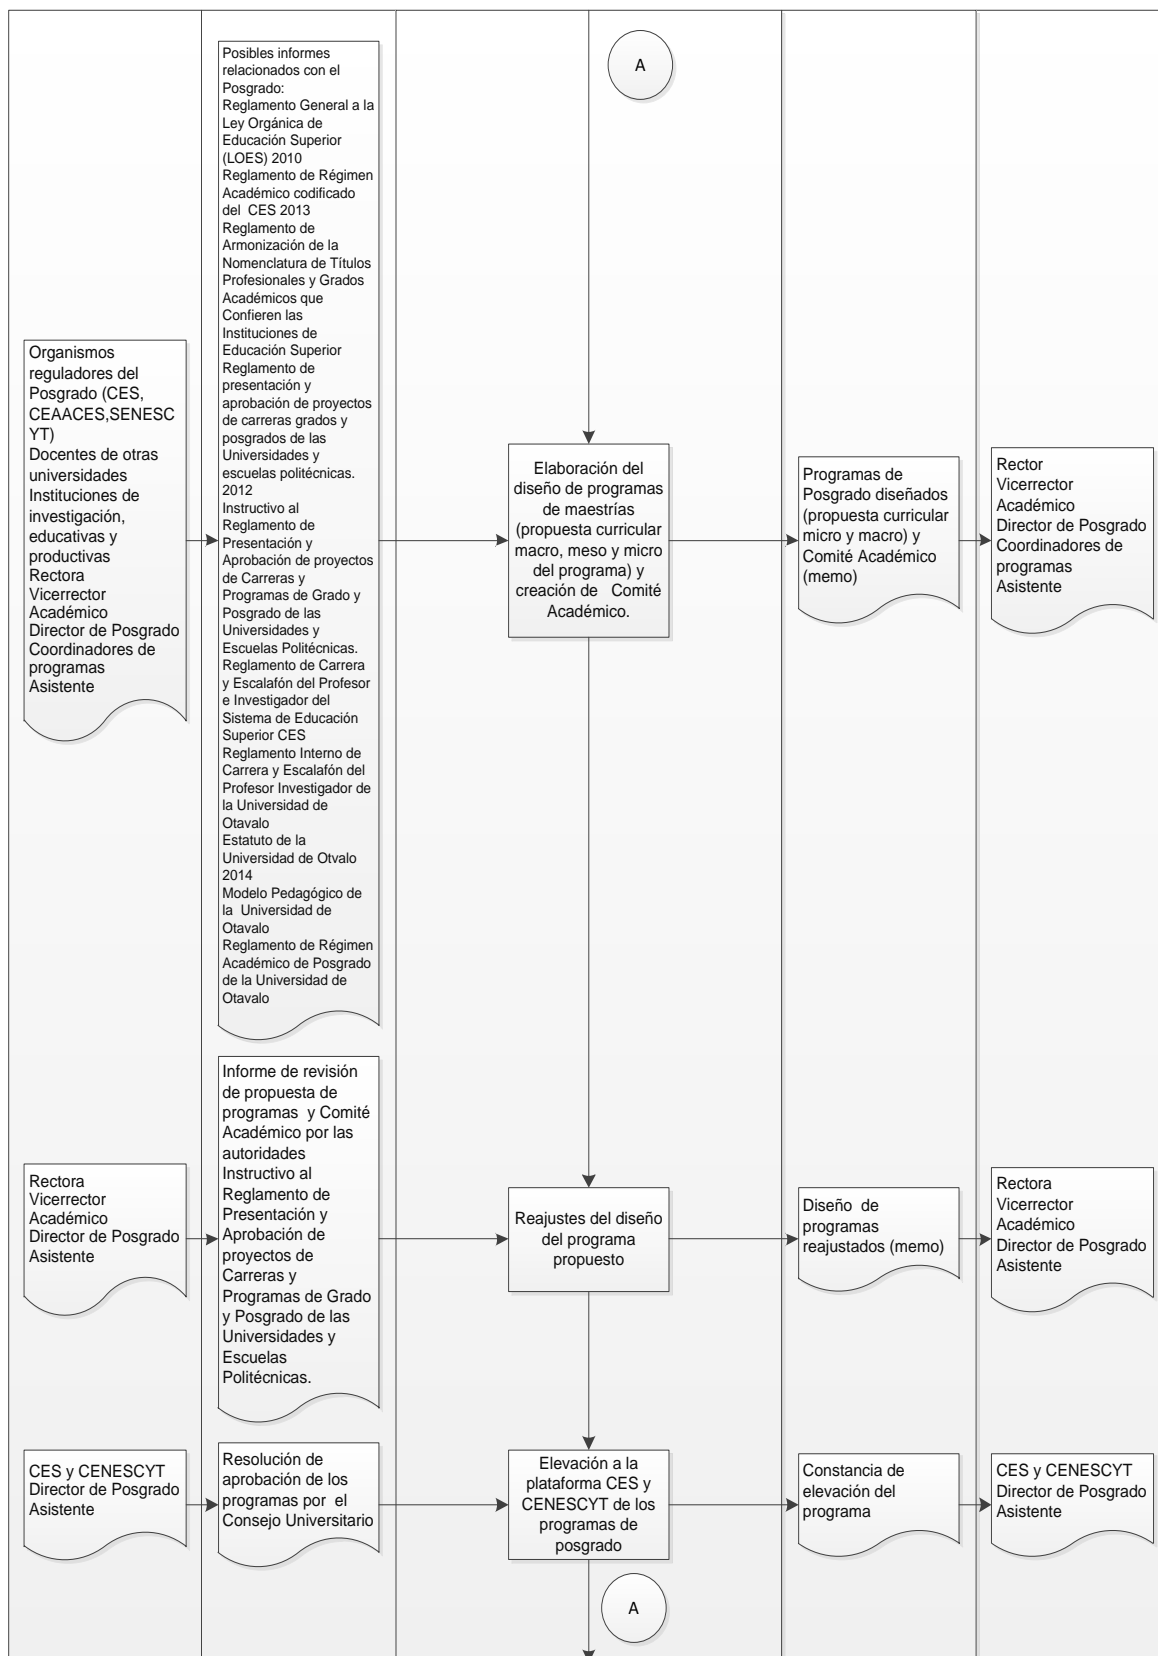 A
Posibles informes
relacionados con el
Posgrado:
Reglamento General a la
Ley Orgánica de
Educación Superior
(LOES) 2010
Reglamento de Régimen
Académico codificado
del CES 2013
Reglamento de
Armonización de la
Nomenclatura de Títulos
Profesionales y Grados
Académicos que
Confieren las
Instituciones de
Educación Superior
Reglamento de
presentación y
aprobación de proyectos
de carreras grados y
posgrados de las
Universidades y
escuelas politécnicas.
2012
Instructivo al
Reglamento de
Presentación y
Aprobación de proyectos
de Carreras y
Programas de Grado y
Posgrado de las
Universidades y
Escuelas Politécnicas.
Reglamento de Carrera
y Escalafón del Profesor
e Investigador del
Sistema de Educación
Superior CES
Reglamento Interno de
Carrera y Escalafón del
Profesor Investigador de
la Universidad de
Otavalo
Estatuto de la
Universidad de Otvalo
2014
Modelo Pedagógico de
la Universidad de
Otavalo
Reglamento de Régimen
Académico de Posgrado
de la Universidad de
Otavalo
Organismos
reguladores del
Posgrado (CES,
CEAACES,SENESC
YT)
Docentes de otras
universidades
Instituciones de
investigación,
educativas y
productivas
Rectora
Vicerrector
Académico
Director de Posgrado
Coordinadores de
programas
Asistente
Elaboración del
diseño de programas
de maestrías
(propuesta curricular
macro, meso y micro
del programa) y
creación de Comité
Académico.
Programas de
Posgrado diseñados
(propuesta curricular
micro y macro) y
Comité Académico
(memo)
Rector
Vicerrector
Académico
Director de Posgrado
Coordinadores de
programas
Asistente
Rectora
Vicerrector
Académico
Director de Posgrado
Asistente
Informe de revisión
de propuesta de
programas y Comité
Académico por las
autoridades
Instructivo al
Reglamento de
Presentación y
Aprobación de
proyectos de
Carreras y
Programas de Grado
y Posgrado de las
Universidades y
Escuelas
Politécnicas.
Reajustes del diseño
del programa
propuesto
Diseño de
programas
reajustados (memo)
Rectora
Vicerrector
Académico
Director de Posgrado
Asistente
CES y CENESCYT
Director de Posgrado
Asistente
Resolución de
aprobación de los
programas por el
Consejo Universitario
Elevación a la
plataforma CES y
CENESCYT de los
programas de
posgrado
Constancia de
elevación del
programa
CES y CENESCYT
Director de Posgrado
Asistente
A